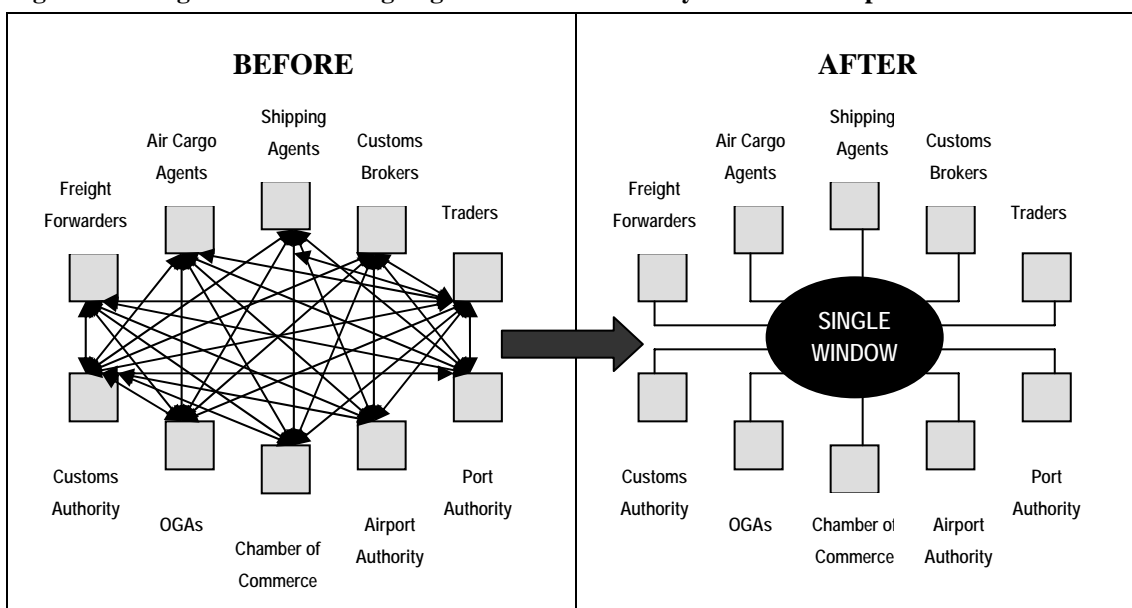 BEFORE
Shipping
Agents
Air Cargo
Agents
Customs
Brokers
Freight
Forwarders
Traders
Customs
Authority
OGAs
Chamber of
Commerce
Airport
Authority
Port
Authority
AFTER
Shipping
Agents
Air Cargo
Agents
Customs
Brokers
Freight
Forwarders
Traders
SINGLE
WINDOW
Customs
Authority
OGAs
Chamber of
Commerce
Airport
Authority
Port
Authority